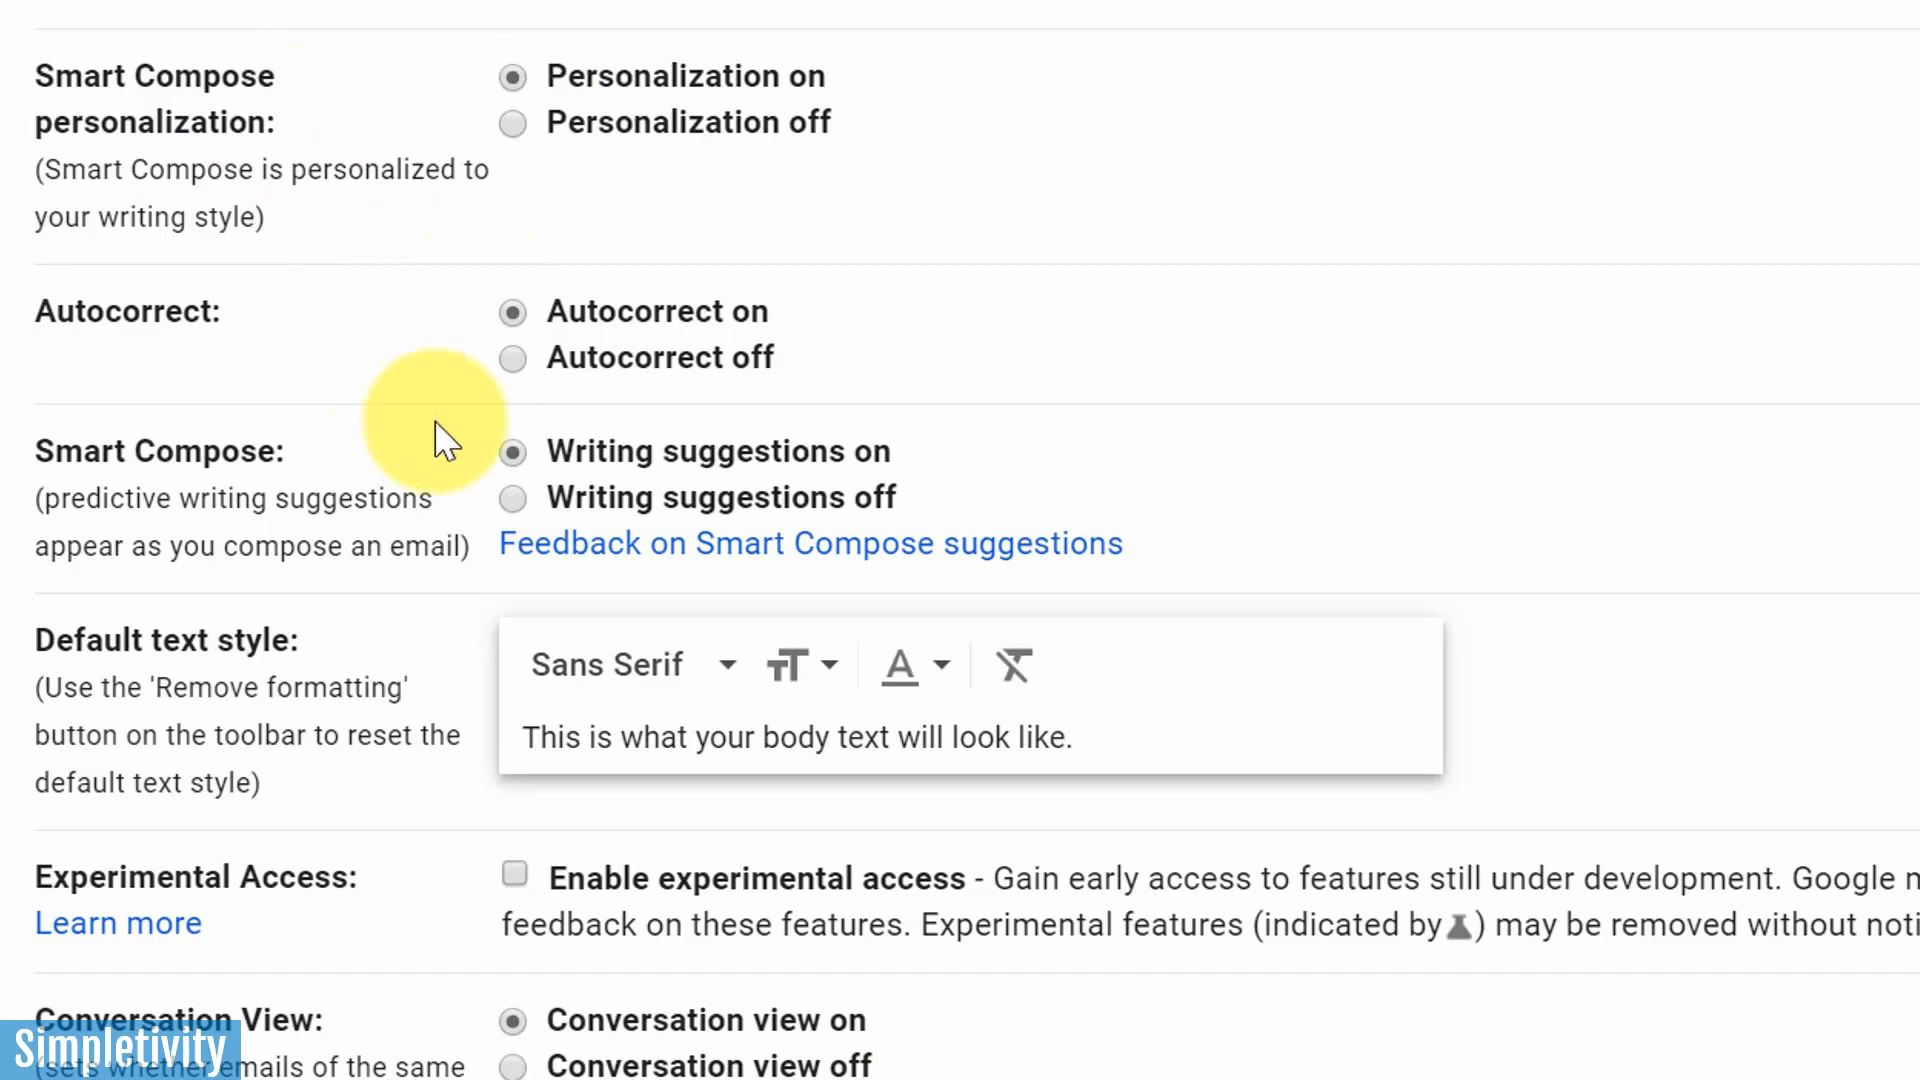 Smart Compose
personalization:
(Smart Compose is personalized to
your writing style)
Personalization on
Personalization off
Autocorrect:
Autocorrect on
Autocorrect off
Smart Compose:
(predictive writing suggestions
appear as you compose an email)
Writing suggestions on
Writing suggestions off
Feedback on Smart Compose suggestions
Default text style:
(Use the 'Remove formatting'
button on the toolbar to reset the
default text style)
Sans Serif
This is what your body text will look like.
Experimental Access:
Learn more
Enable experimental access - Gain early access to features still under development. Google
feedback on these features. Experimental features (indicated by ) may be removed without
Conversation View:
(sets whether emails of the same
Conversation view on
Conversation view off
Simpletivity